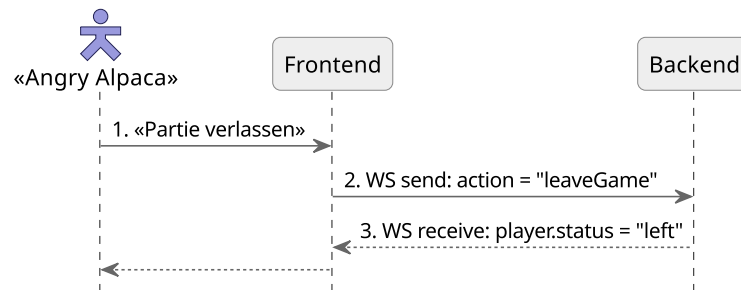 «Angry Alpaca»
Frontend
Backend
1. «Partie verlassen»
2. WS send: action = "leaveGame"
3. WS receive: player.status = "left"